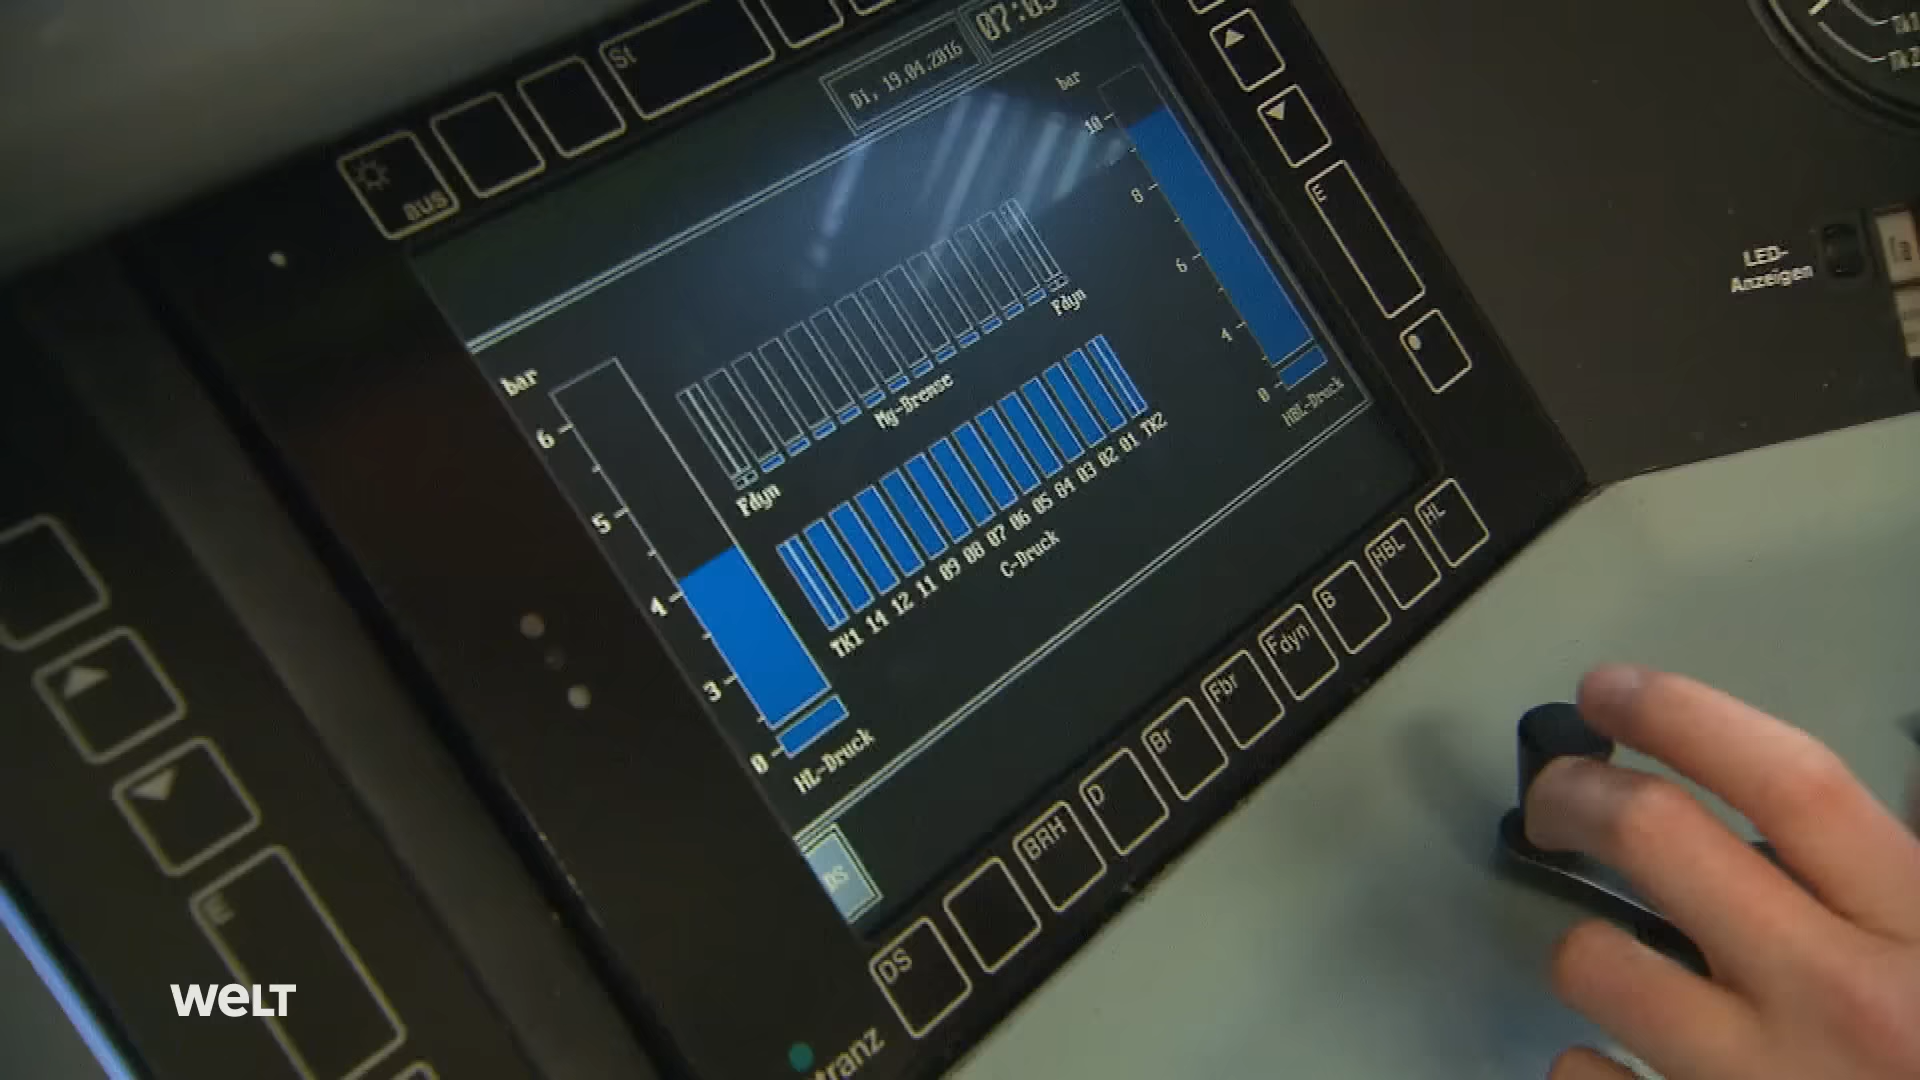 St
aus
Di, 19.04.2016
07:03
bar
10
8
6
4
0
HBL-Druck
bar
6
5
4
3
0
HL-Druck
Fdyn
Mg-Bremse
Fdyn
TK1 14 12 11 09 08 07 06 05 04 03 02 01 TK2
C-Druck
DS
E
DS
BRH
D
Br
Fbr
Fdyn
B
HBL
HL
LED-
Anzeigen
E
WELT